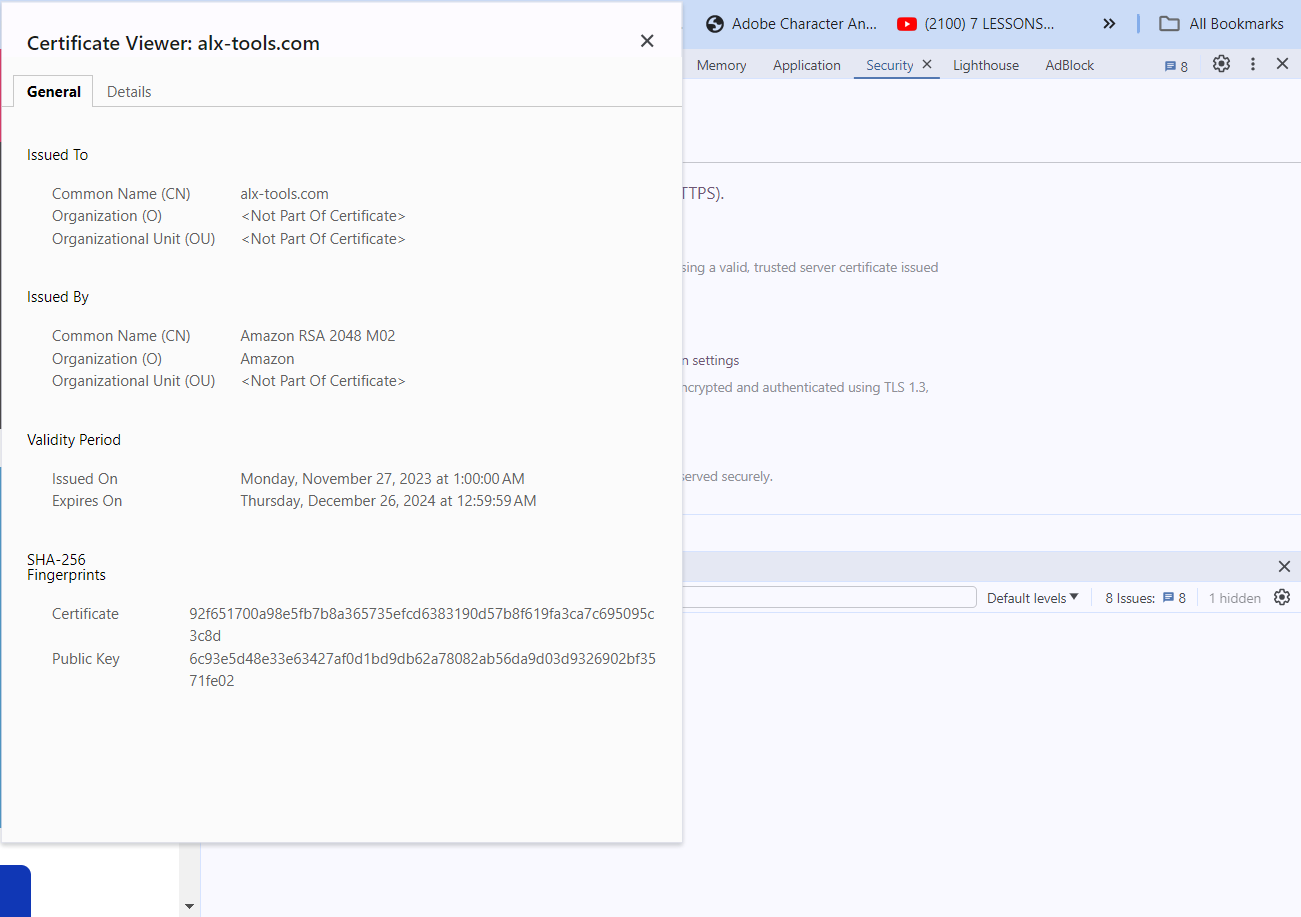 Certificate Viewer: alx-tools.com
General Details
Issued To
Common Name (CN) alx-tools.com
Organization (O) <Not Part Of Certificate>
Organizational Unit (OU) <Not Part Of Certificate>
Issued By
Common Name (CN) Amazon RSA 2048 M02
Organization (O) Amazon
Organizational Unit (OU) <Not Part Of Certificate>
Validity Period
Issued On Monday, November 27, 2023 at 1:00:00 AM
Expires On Thursday, December 26, 2024 at 12:59:59 AM
SHA-256
Fingerprints
Certificate 92f651700a98e5fb7b8a365735efcd6383190d57b8f619fa3ca7c695095c
3c8d
Public Key 6c93e5d48e33e63427af0d1bd9db62a78082ab56da9d03d9326902bf35
71fe02
Adobe Character An... (2100) 7 LESSONS... All Bookmarks
Memory Application Security Lighthouse AdBlock 8
TTPS).
sing a valid, trusted server certificate issued
n settings
ncrypted and authenticated using TLS 1.3,
served securely.
Default levels 8 Issues: 8 1 hidden